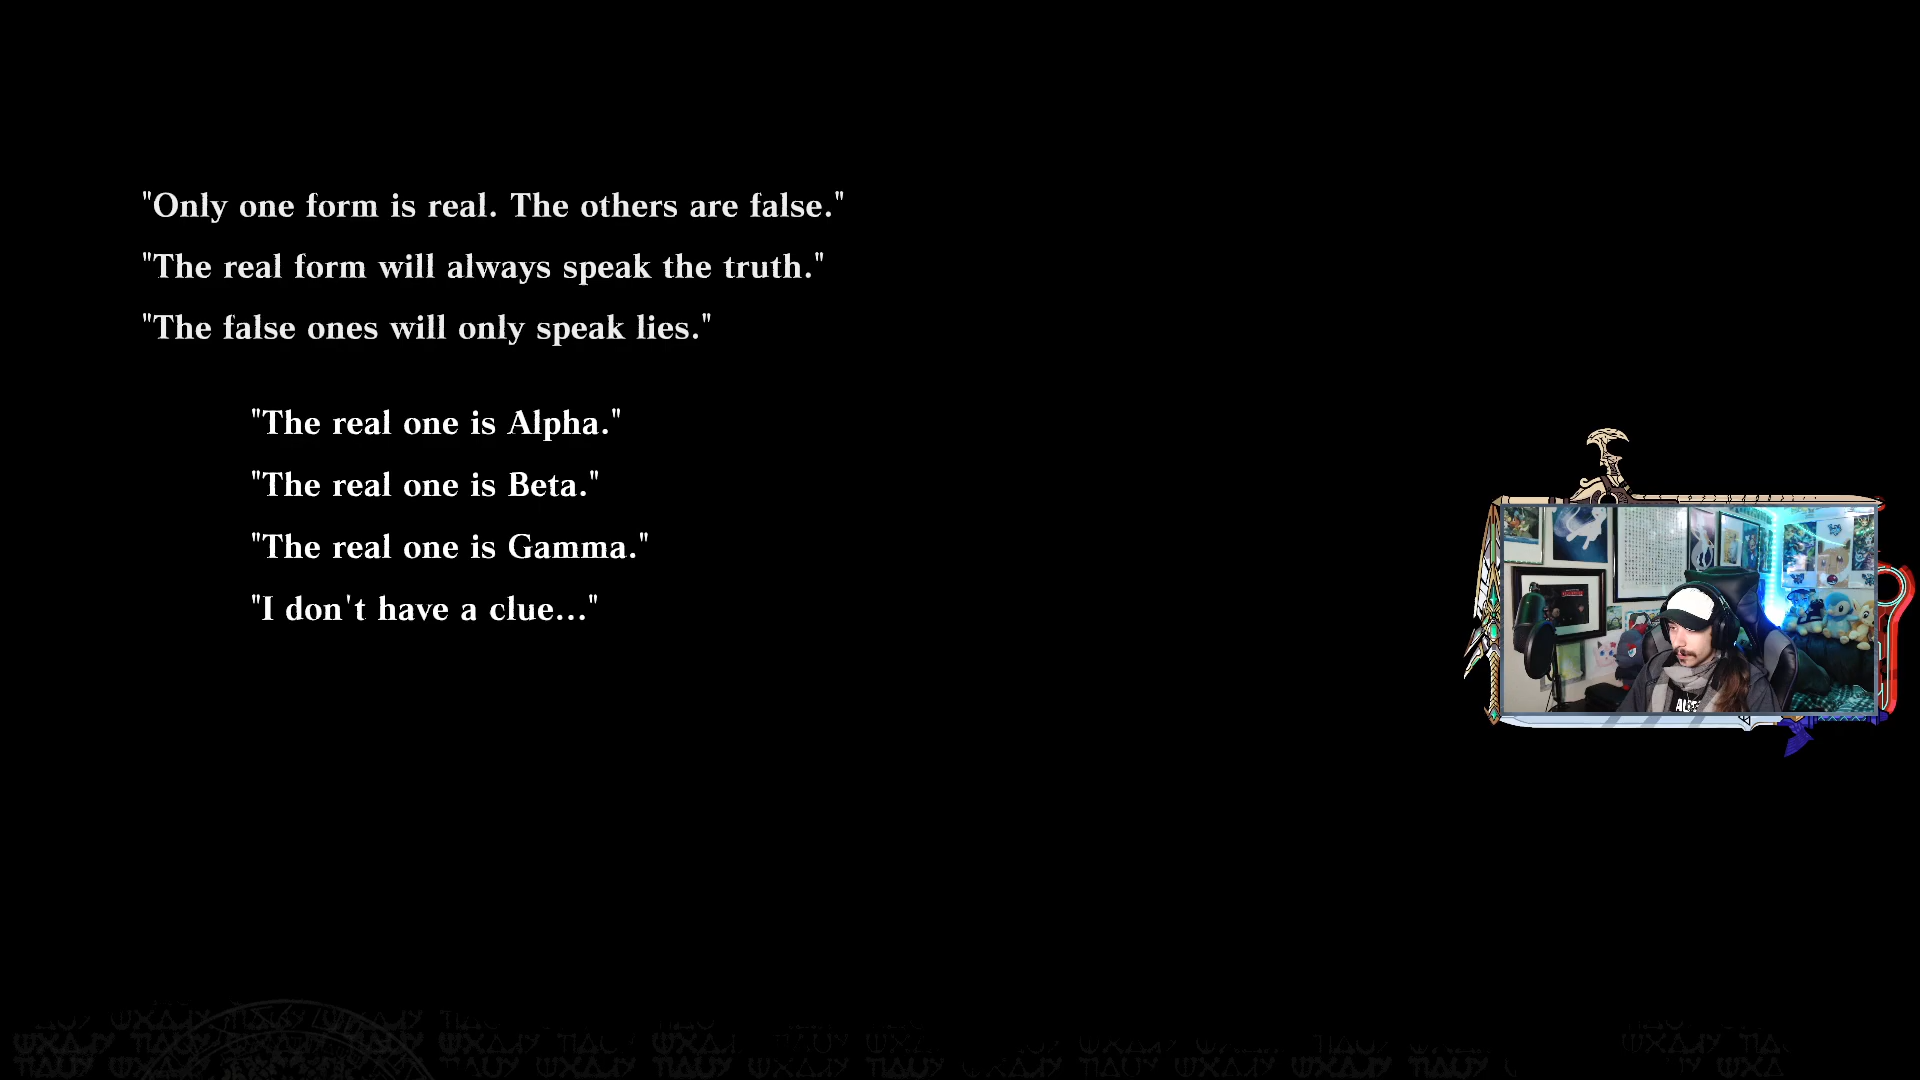 "Only one form is real. The others are false."
"The real form will always speak the truth."
"The false ones will only speak lies."
"The real one is Alpha."
"The real one is Beta."
"The real one is Gamma."
"I don't have a clue..."